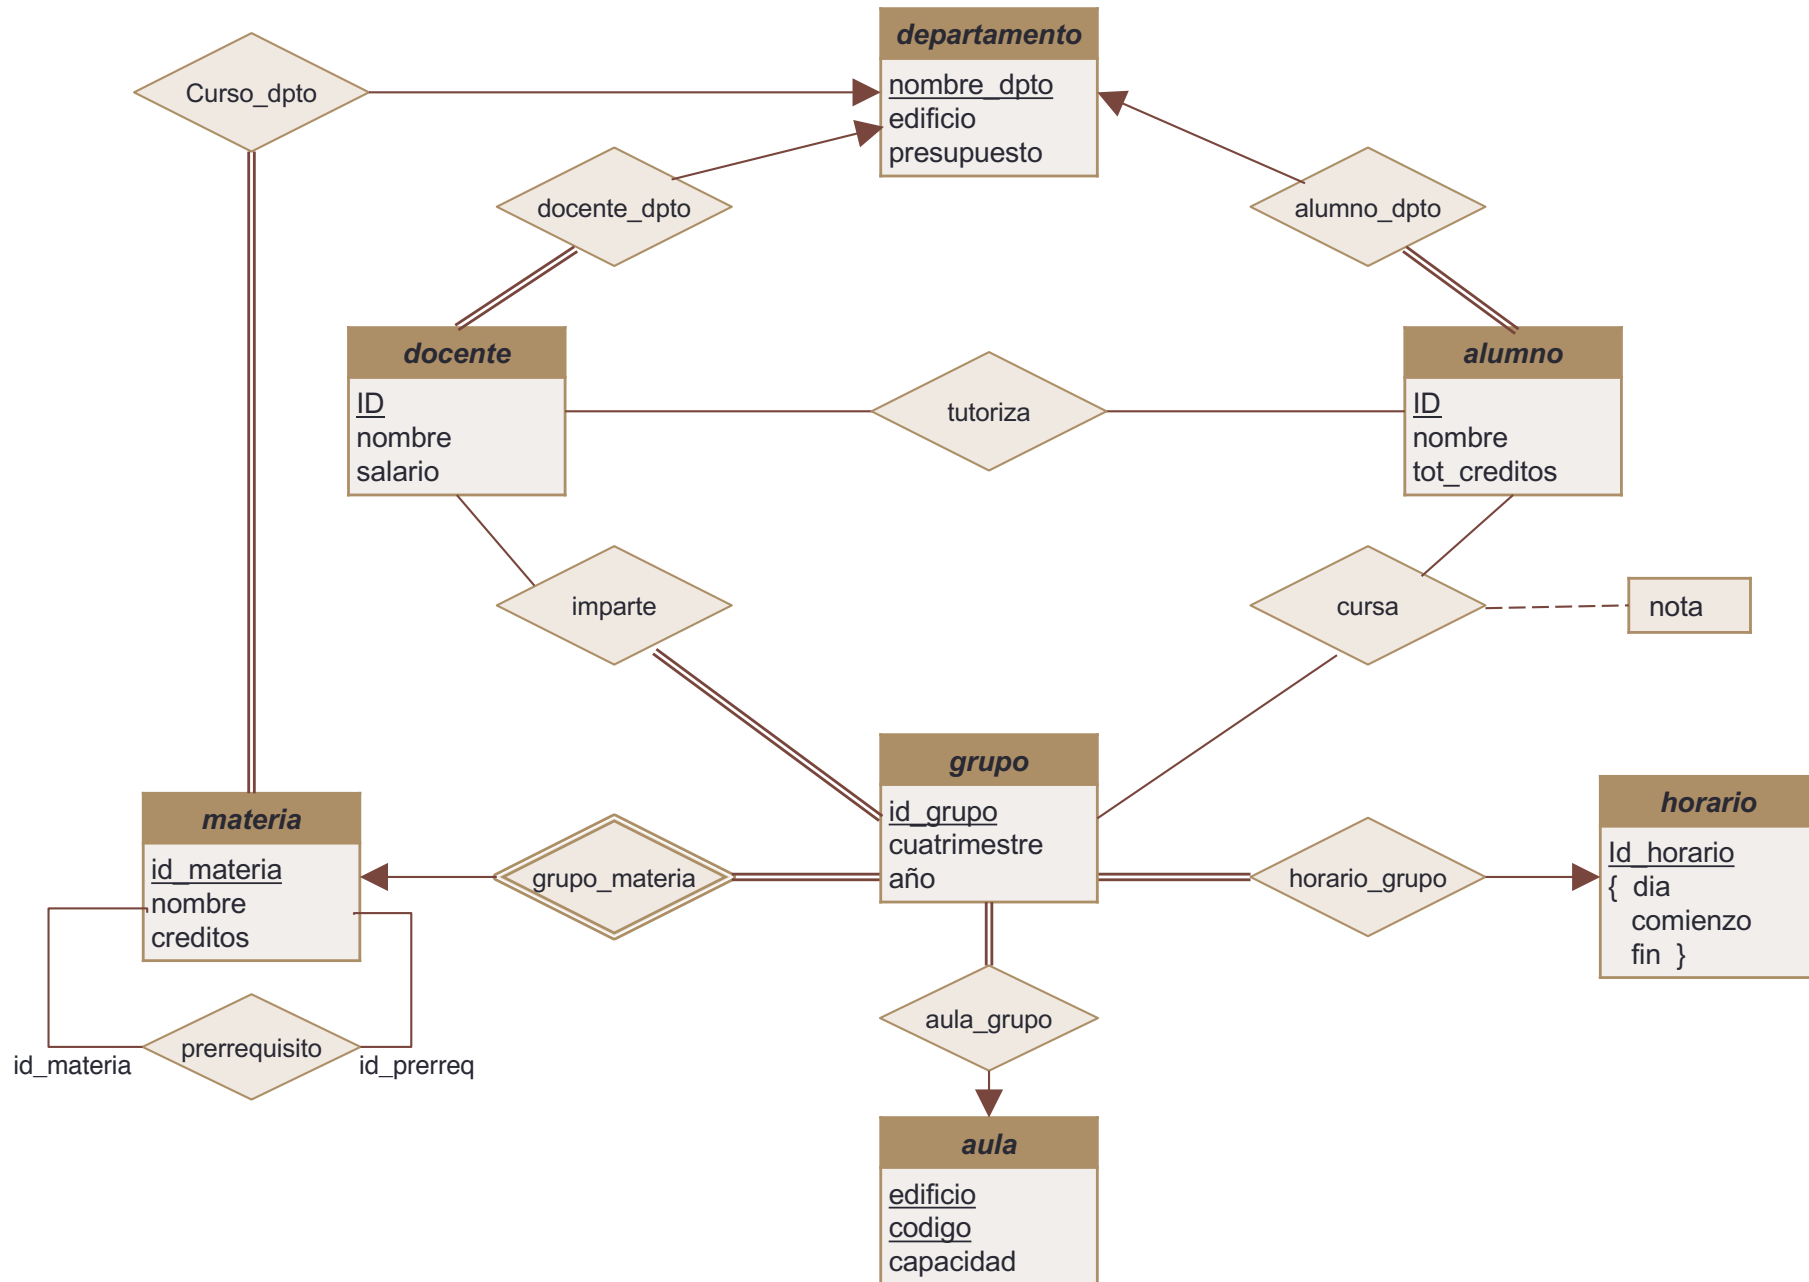 departamento
nombre_dpto
edificio
presupuesto
Curso_dpto
docente_dpto
alumno_dpto
docente
ID
nombre
salario
tutoriza
alumno
ID
nombre
tot_creditos
imparte
cursa
nota
grupo
id_grupo
cuatrimestre
año
materia
id_materia
nombre
creditos
grupo_materia
horario_grupo
horario
Id_horario
{ dia
comienzo
fin }
aula_grupo
prerrequisito
id_materia
id_prerreq
aula
edificio
codigo
capacidad